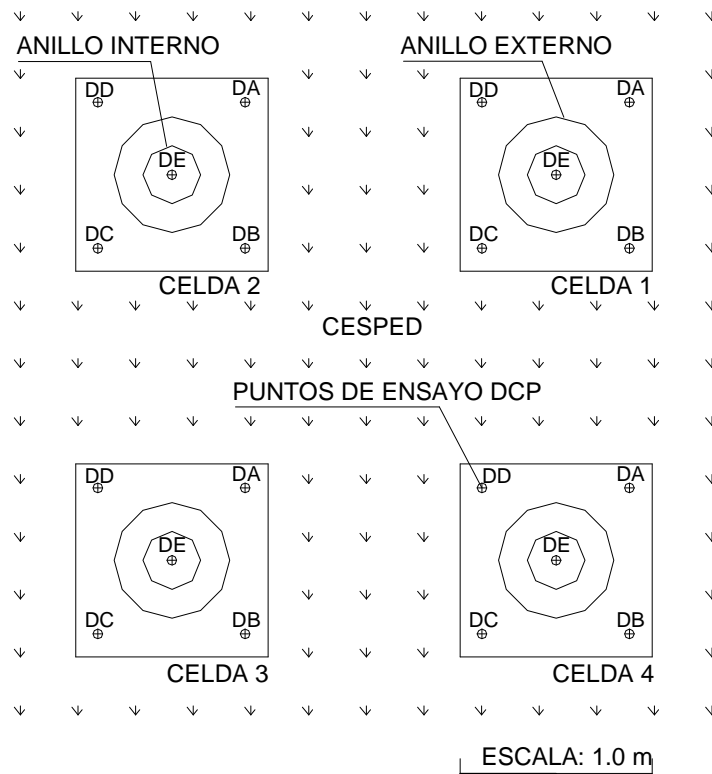 ANILLO INTERNO
ANILLO EXTERNO
DD DA
DD DA
DE
DE
DC DB
DC DB
CELDA 2
CELDA 1
CESPED
PUNTOS DE ENSAYO DCP
DD DA
DD DA
DE
DE
DC DB
DC DB
CELDA 3
CELDA 4
ESCALA: 1.0 m